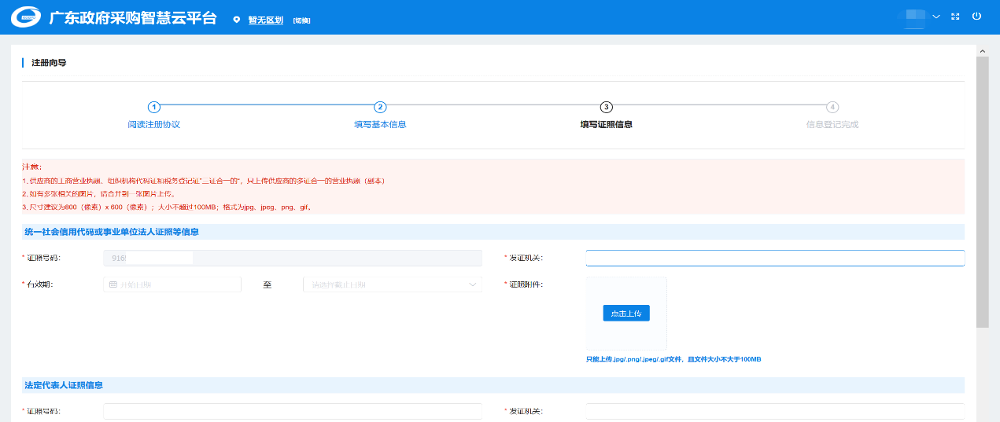 广东政府采购智慧云平台 暂无区划 [切换]
注册向导
1 2 3 4
阅读注册协议 填写基本信息 填写证照信息 信息登记完成
注意:
1. 供应商的工商营业执照、组织机构代码证和税务登记证"三证合一的", 只上传供应商的多证合一的营业执照（副本）
2. 如有多张相关的图片，请合并到一张图片上传。
3. 尺寸建议为800（像素）x 600（像素）；大小不超过100MB；格式为jpg、jpeg、png、gif。
统一社会信用代码或事业单位法人证照等信息
* 证照号码: 916 * 发证机关:
* 有效期: 开始日期 至 请选择截止日期 * 证照附件:
点击上传
只能上传.jpg/.png/.jpeg/.gif文件，且文件大小不大于100MB
法定代表人证照信息
* 证照号码: * 发证机关: